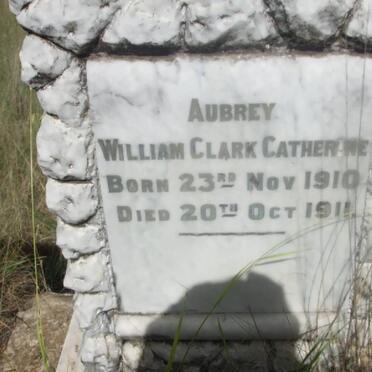 AUBREY
WILLIAM CLARK CATHERINE
BORN 23RD NOV 1910
DIED 20TH OCT 1911